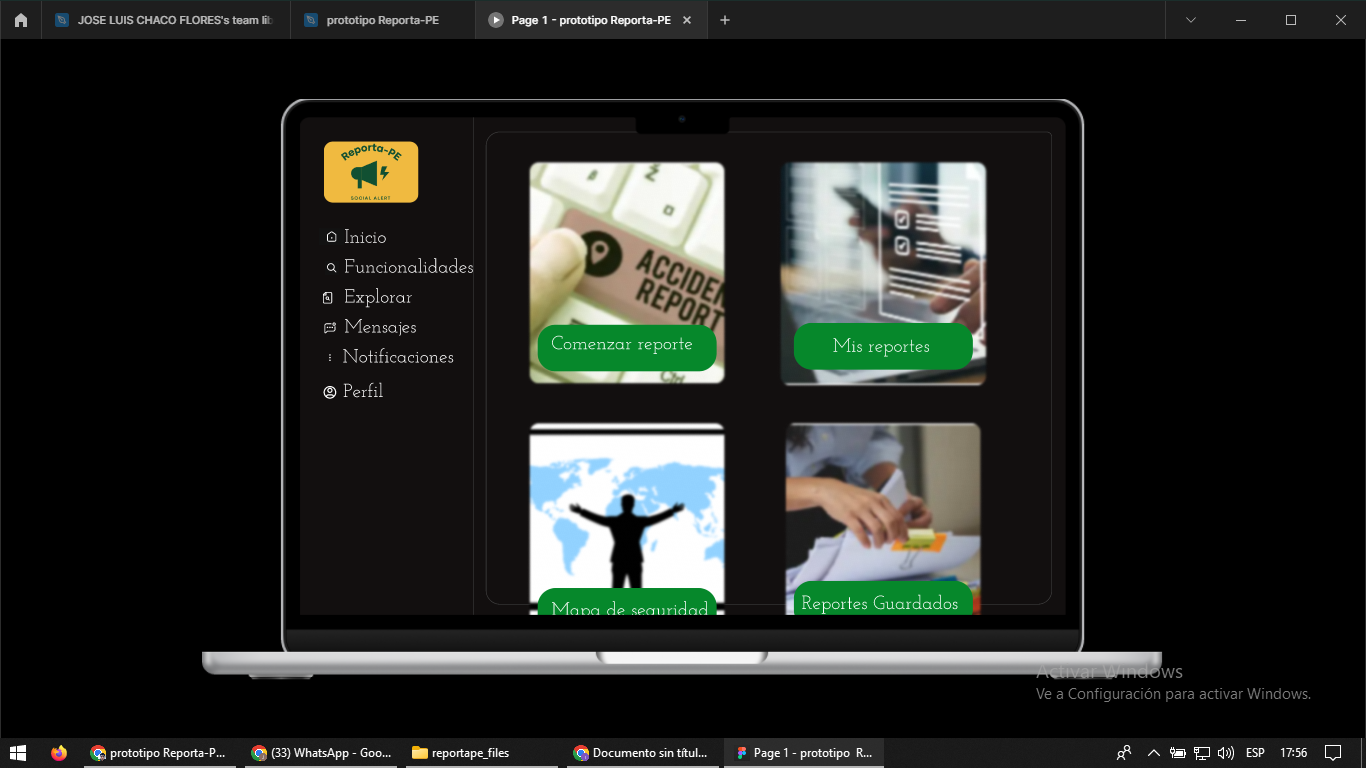 JOSE LUIS CHACO FLORES's team lib
prototipo Reporta-PE
Page 1 - prototipo Reporta-PE
Reporta-PE
SOCIAL ALERT
Inicio
Funcionalidades
Explorar
Mensajes
Notificaciones
Perfil
Z
ACCIDEN
REPORT
Ctrl
Comenzar reporte
Mis reportes
Mapa de seguridad
Reportes Guardados
Activar Windows
Ve a Configuración para activar Windows.
prototipo Reporta-P...
(33) WhatsApp - Goo...
reportape_files
Documento sin títul...
Page 1 - prototipo R...
ESP
17:56